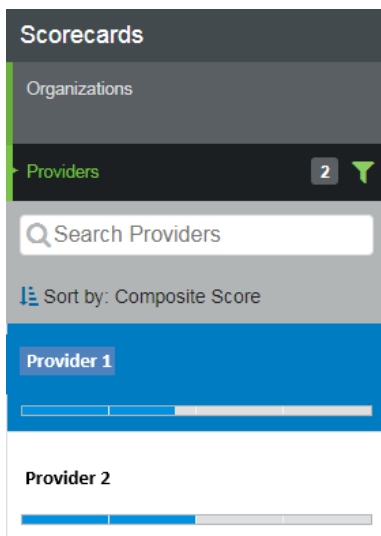 Scorecards
Organizations
Providers 2
Search Providers
Sort by: Composite Score
Provider 1
Provider 2